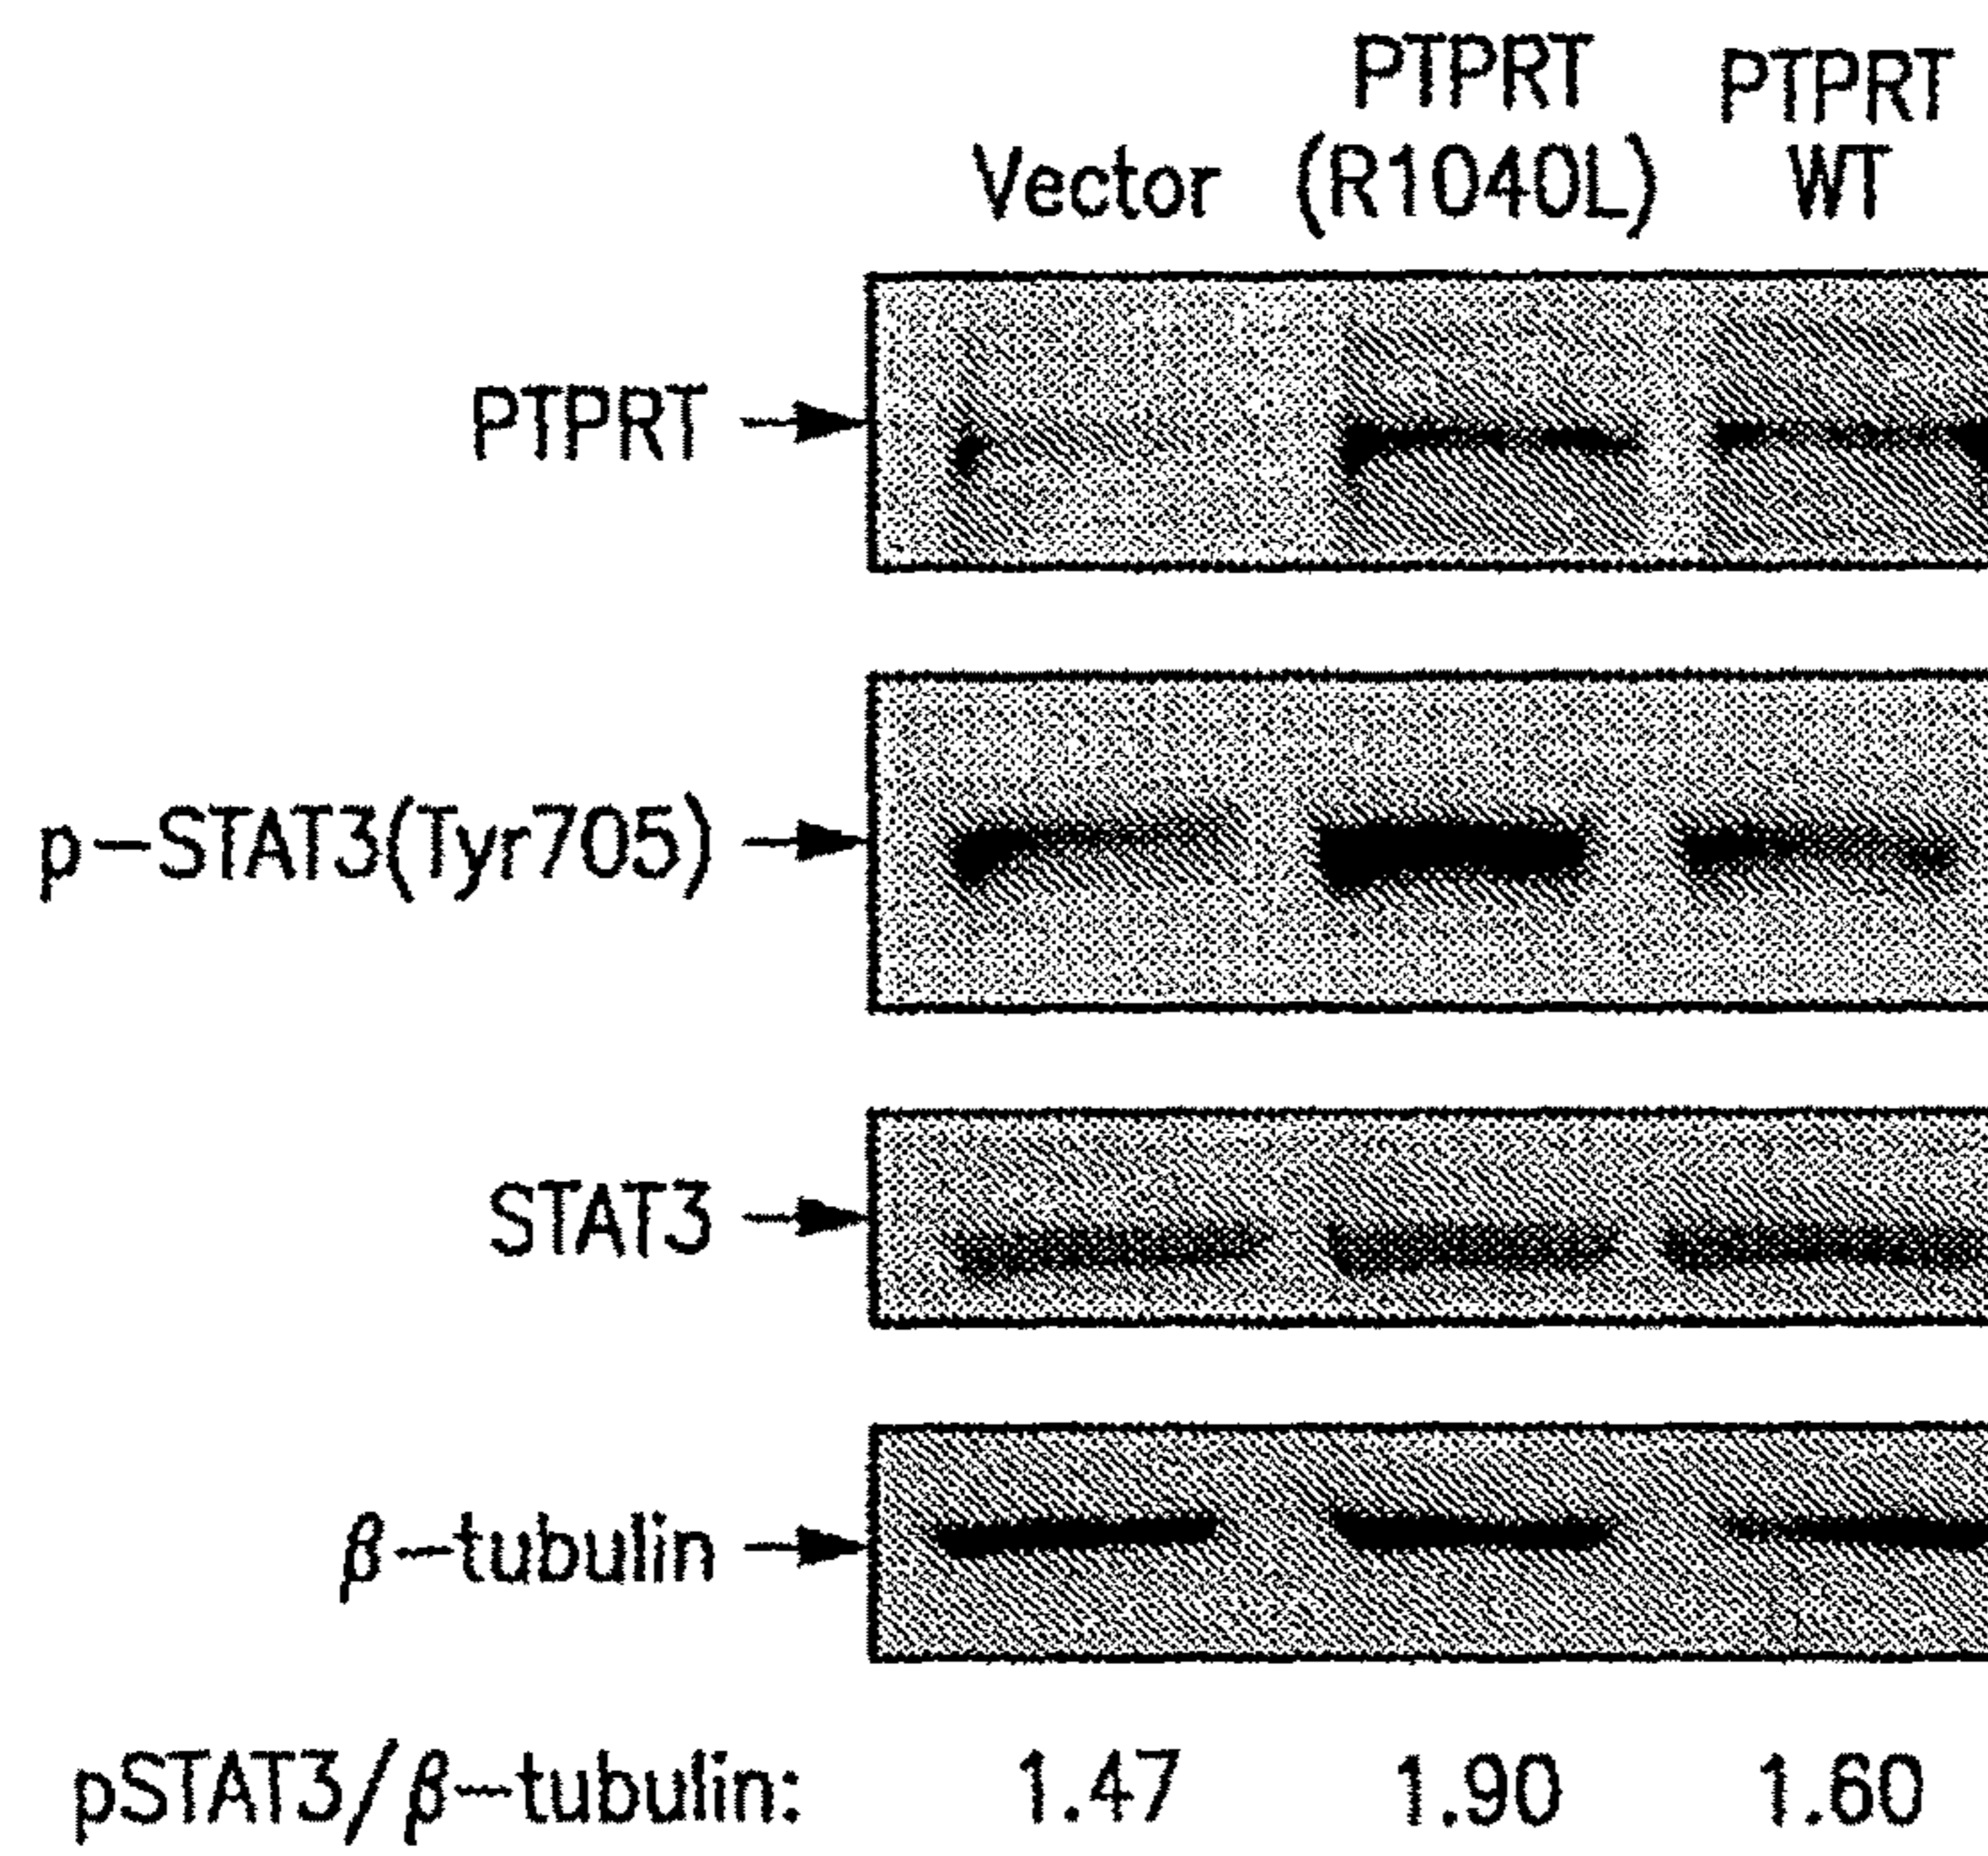 Vector PTPRT (R1040L) PTPRT WT
PTPRT
p-STAT3(Tyr705)
STAT3
β-tubulin
pSTAT3/β-tubulin: 1.47 1.90 1.60